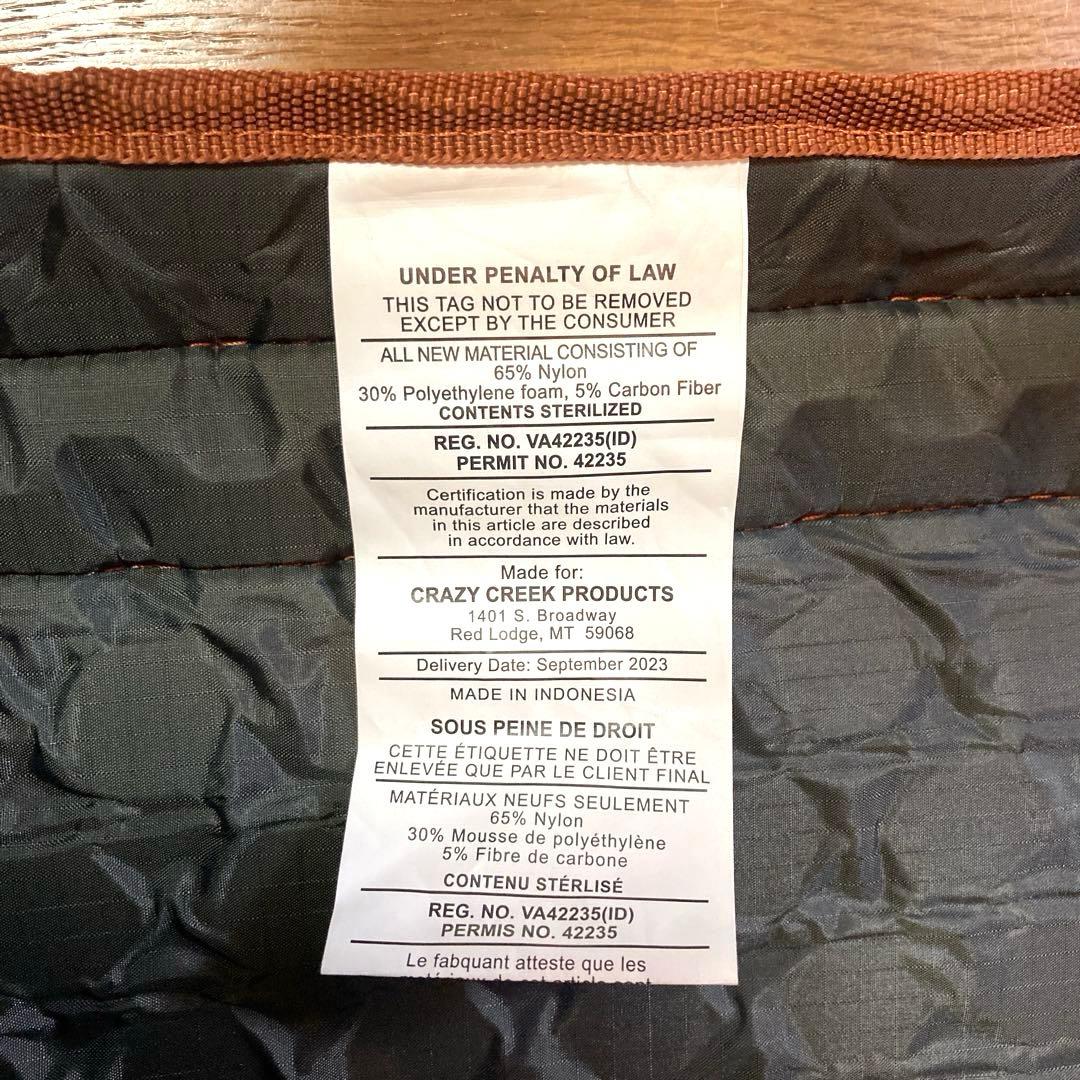 UNDER PENALTY OF LAW
THIS TAG NOT TO BE REMOVED
EXCEPT BY THE CONSUMER
ALL NEW MATERIAL CONSISTING OF
65% Nylon
30% Polyethylene foam, 5% Carbon Fiber
CONTENTS STERILIZED
REG. NO. VA42235(ID)
PERMIT NO. 42235
Certification is made by the
manufacturer that the materials
in this article are described
in accordance with law.
Made for:
CRAZY CREEK PRODUCTS
1401 S. Broadway
Red Lodge, MT 59068
Delivery Date: September 2023
MADE IN INDONESIA
SOUS PEINE DE DROIT
CETTE ÉTIQUETTE NE DOIT ÊTRE
ENLEVÉE QUE PAR LE CLIENT FINAL
MATÉRIAUX NEUFS SEULEMENT
65% Nylon
30% Mousse de polyéthylène
5% Fibre de carbone
CONTENU STÉRLISÉ
REG. NO. VA42235(ID)
PERMIS NO. 42235
Le fabquant atteste que les